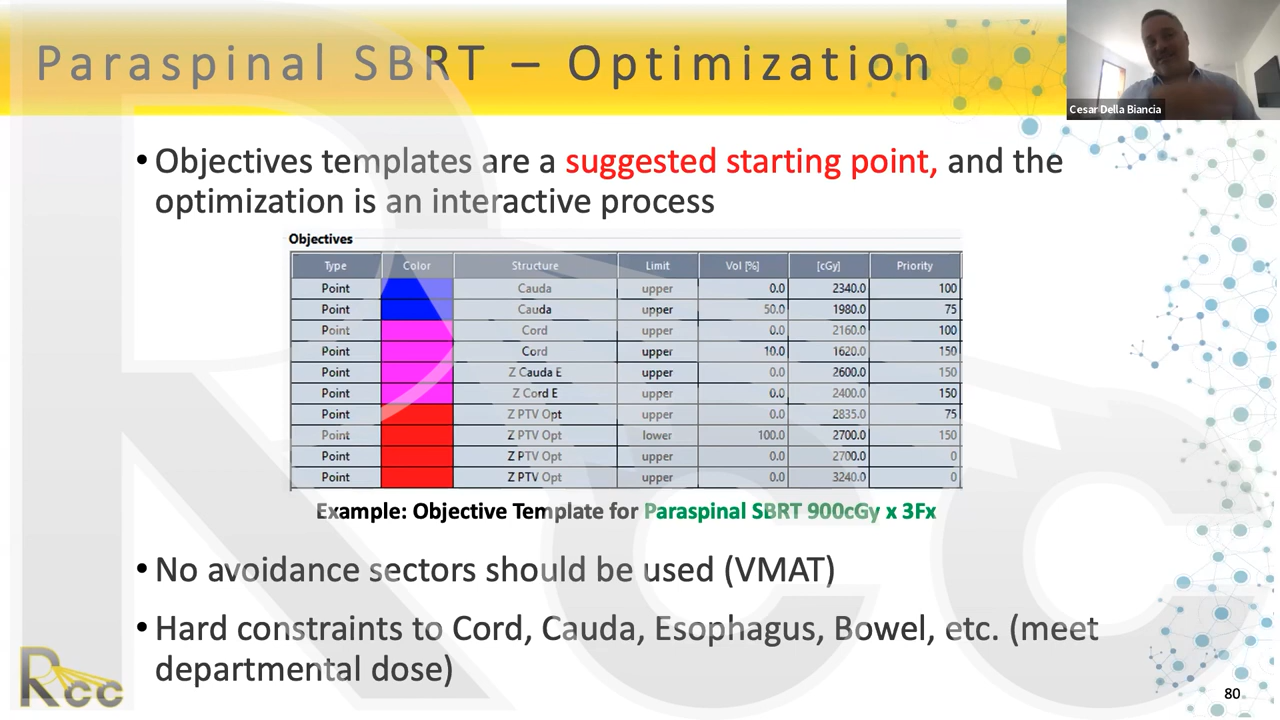 Paraspinal SBRT – Optimization
Cesar Della Biancia
• Objectives templates are a suggested starting point, and the
optimization is an interactive process
Objectives
Type Color Structure Limit Vol [%] [cGy] Priority
Point Cauda upper 0.0 2340.0 100
Point Cauda upper 50.0 1980.0 75
Point Cord upper 0.0 2160.0 100
Point Cord upper 10.0 1620.0 150
Point Z Cauda E upper 0.0 2600.0 150
Point Z Cord E upper 0.0 2400.0 150
Point Z PTV Opt upper 0.0 2835.0 75
Point Z PTV Opt lower 100.0 2700.0 150
Point Z PTV Opt upper 0.0 2700.0 0
Point Z PTV Opt upper 0.0 3240.0 0
Example: Objective Template for Paraspinal SBRT 900cGy x 3Fx
• No avoidance sectors should be used (VMAT)
• Hard constraints to Cord, Cauda, Esophagus, Bowel, etc. (meet
departmental dose)
Rcc
80